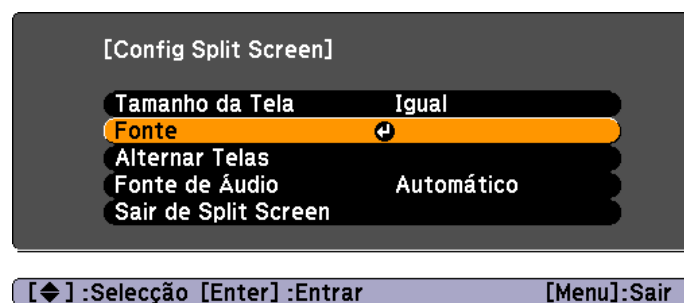 [Config Split Screen]
Tamanho da Tela Igual
Fonte
Alternar Telas
Fonte de Áudio Automático
Sair de Split Screen
[◆] :Selecção [Enter] :Entrar [Menu]:Sair